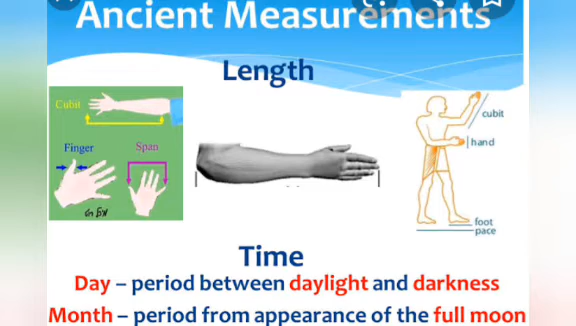 Ancient Measurements
Length
Cubit
Finger Span
cubit
hand
foot
pace
Time
Day – period between daylight and darkness
Month – period from appearance of the full moon